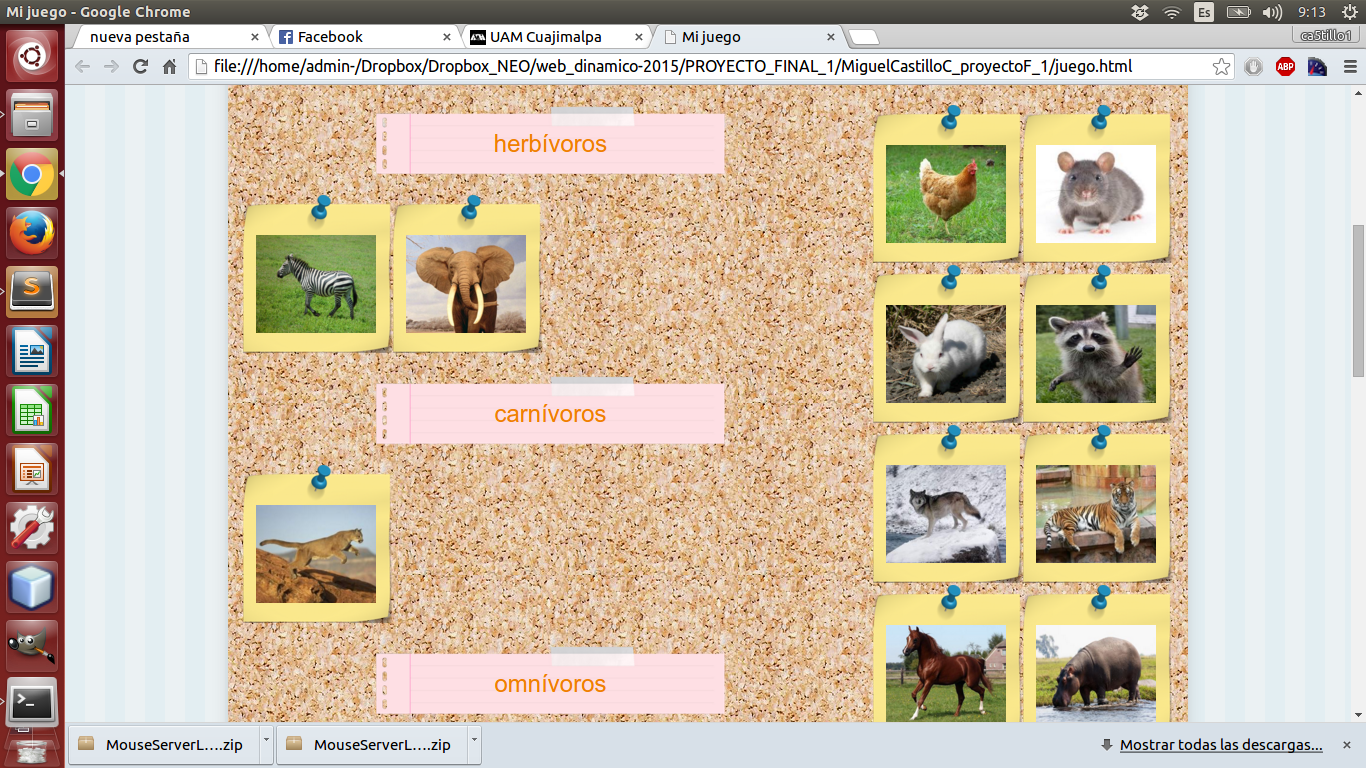 Mi juego - Google Chrome
Es
9:13
nueva pestaña
Facebook
UAM Cuajimalpa
Mi juego
ca5tillo1
file:///home/admin-/Dropbox/Dropbox_NEO/web_dinamico-2015/PROYECTO_FINAL_1/MiguelCastilloC_proyectoF_1/juego.html
ABP
herbívoros
carnívoros
omnívoros
MouseServerL....zip
MouseServerL....zip
Mostrar todas las descargas...